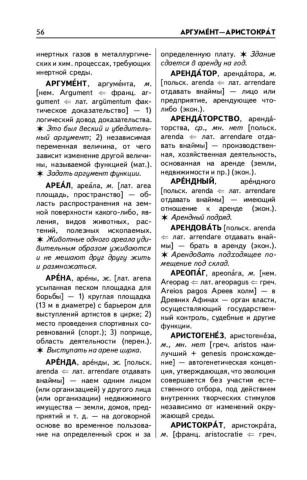 56
АРГУМЕ́НТ—АРИСТОКРА́Т
инертных газов в металлургических и хим. процессах, требующих
инертной среды.
АРГУМЕ́НТ, аргуме́нта, м.
[нем. Argument ⇐ франц. argument ⇐ лат. argūmentum фактическое доказательство] — 1)
логический довод доказательства.
✶ Это был веский и убедительный аргумент; 2) независимая
переменная величина, от чего
зависит изменение другой величины, называемой функцией (мат.).
✶ Задать аргумент функции.
АРЕА́Л, ареа́ла, м. [лат. area
площадь, пространство] — область распространения на земной поверхности какого-либо, явления, видов животных, растений, полезных ископаемых.
✶ Животные одного ареала удивительным образом уживаются
и не мешают друг другу жить
и размножаться.
АРЕ́НА, аре́ны, ж. [лат. arena
усыпанная песком площадка для
борьбы] — 1) круглая площадка
(13 м в диаметре) с барьером для
выступлений артистов в цирке; 2)
место проведения спортивных соревнований (спорт.); 3) поприще,
область деятельности (перен.).
✶ Выступать на арене цирка.
АРЕ́НДА, аре́нды, ж. [польск.
arenda ⇐ лат. arrendare отдавать
внаймы] — наем одним лицом
(или организацией) у другого лица
(или организации) недвижимого
имущества — земли, домов, предприятий и т. д. — на договорной
основе во временное пользование на определенный срок и за
определенную плату. ✶ Здание
сдается в аренду на год.
АРЕНДА́ТОР, аренда́тора, м.
[польск. arendator ⇐ лат. arrendare отдавать внаймы] — лицо или
предприятие, арендующее что-либо (эк.).
АРЕНДА́ТОРСТВО, аренда́торства, ср., мн. нет [польск. arendator ⇐ лат. arrendare отдавать внаймы] — производственная, хозяйственная деятельность,
основанная на аренде (земли,
недвижимости и пр.) (экон.).
АРЕ́НДНЫЙ, аре́ндного
[польск. arenda ⇐ лат. arrendare
отдавать внаймы] — имеющий
отношение к аренде (экон.).
✶ Арендный подряд.
АРЕНДОВА́ТЬ [польск. arenda
⇐ лат. arrendare отдавать внаймы] — брать в аренду (экон.).
✶ Арендовать подходящее помещение под склад.
АРЕОПА́Г, ареопа́га, м. [нем.
Areopag ⇐ лат. areopagus ⇐ греч.
Areios pagos Ареев холм] — в
Древних Афинах — орган власти,
осуществляющий государственный контроль, судебные и другие
функции.
АРИСТОГЕНЕ́З, аристогене́за,
м., мн. нет [греч. aristos наилучший + genesis происхождение] — автогенетическая концепция, утверждающая, что эволюция
совершается без участия естественного отбора, под действием
внутренних творческих стимулов
независимо от изменений окружающей среды.
АРИСТОКРА́Т, аристокра́та,
м. [франц. aristocratie ⇐ греч.